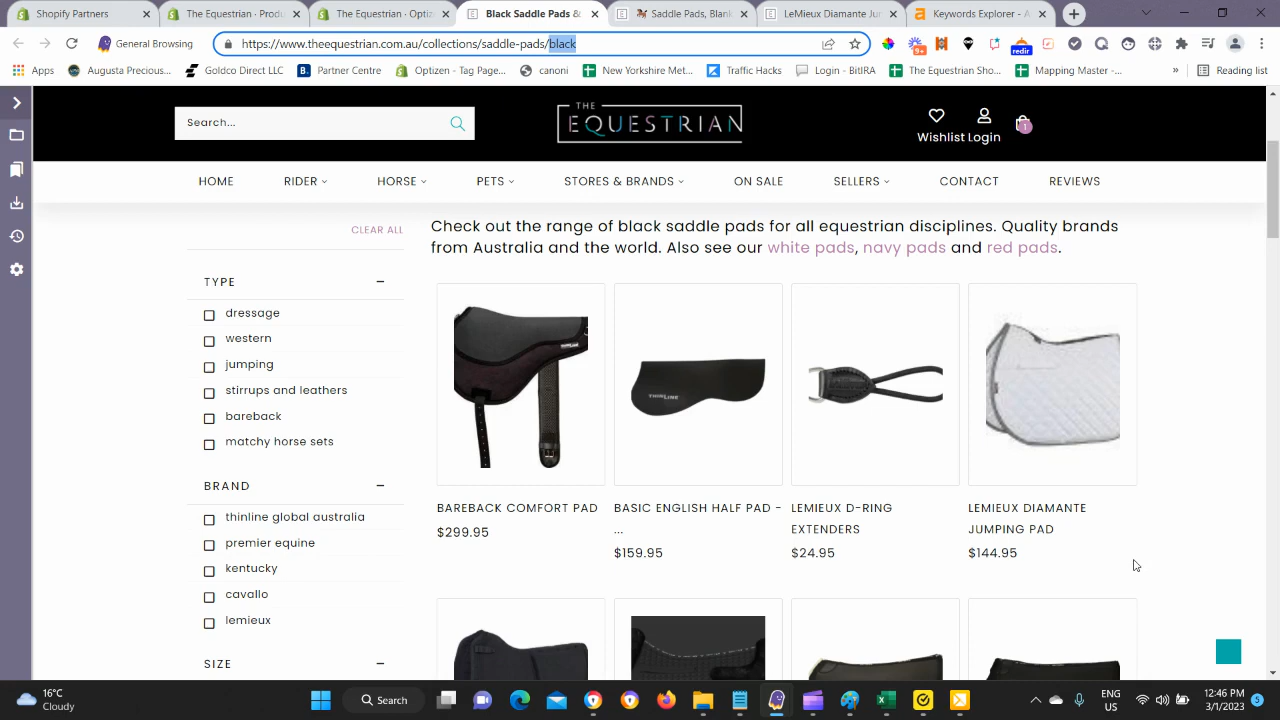 Shopify Partners
The Equestrian · Produ
The Equestrian - Optiz
Black Saddle Pads &
Saddle Pads, Blank
LeMieux Diamante Ju
Keywords Explorer - A
General Browsing
https://www.theequestrian.com.au/collections/saddle-pads/black
9+
redir
Apps
Augusta Precious...
Goldco Direct LLC
Partner Centre
Optizen - Tag Page...
canoni
New Yorkshire Met...
Traffic Hacks
Login - BitIRA
The Equestrian Sho...
Mapping Master -...
»
Reading list
Search...
THE
EQUESTRIAN
Wishlist Login
1
HOME
RIDER
HORSE
PETS
STORES & BRANDS
ON SALE
SELLERS
CONTACT
REVIEWS
CLEAR ALL
Check out the range of black saddle pads for all equestrian disciplines. Quality brands
from Australia and the world. Also see our white pads, navy pads and red pads.
TYPE
dressage
western
jumping
stirrups and leathers
bareback
matchy horse sets
BRAND
thinline global australia
premier equine
kentucky
cavallo
lemieux
SIZE
THINLINE
BAREBACK COMFORT PAD
$299.95
BASIC ENGLISH HALF PAD -
...
$159.95
LEMIEUX D-RING
EXTENDERS
$24.95
LEMIEUX DIAMANTE
JUMPING PAD
$144.95
16°C
Cloudy
Search
ENG
US
12:46 PM
3/1/2023
5